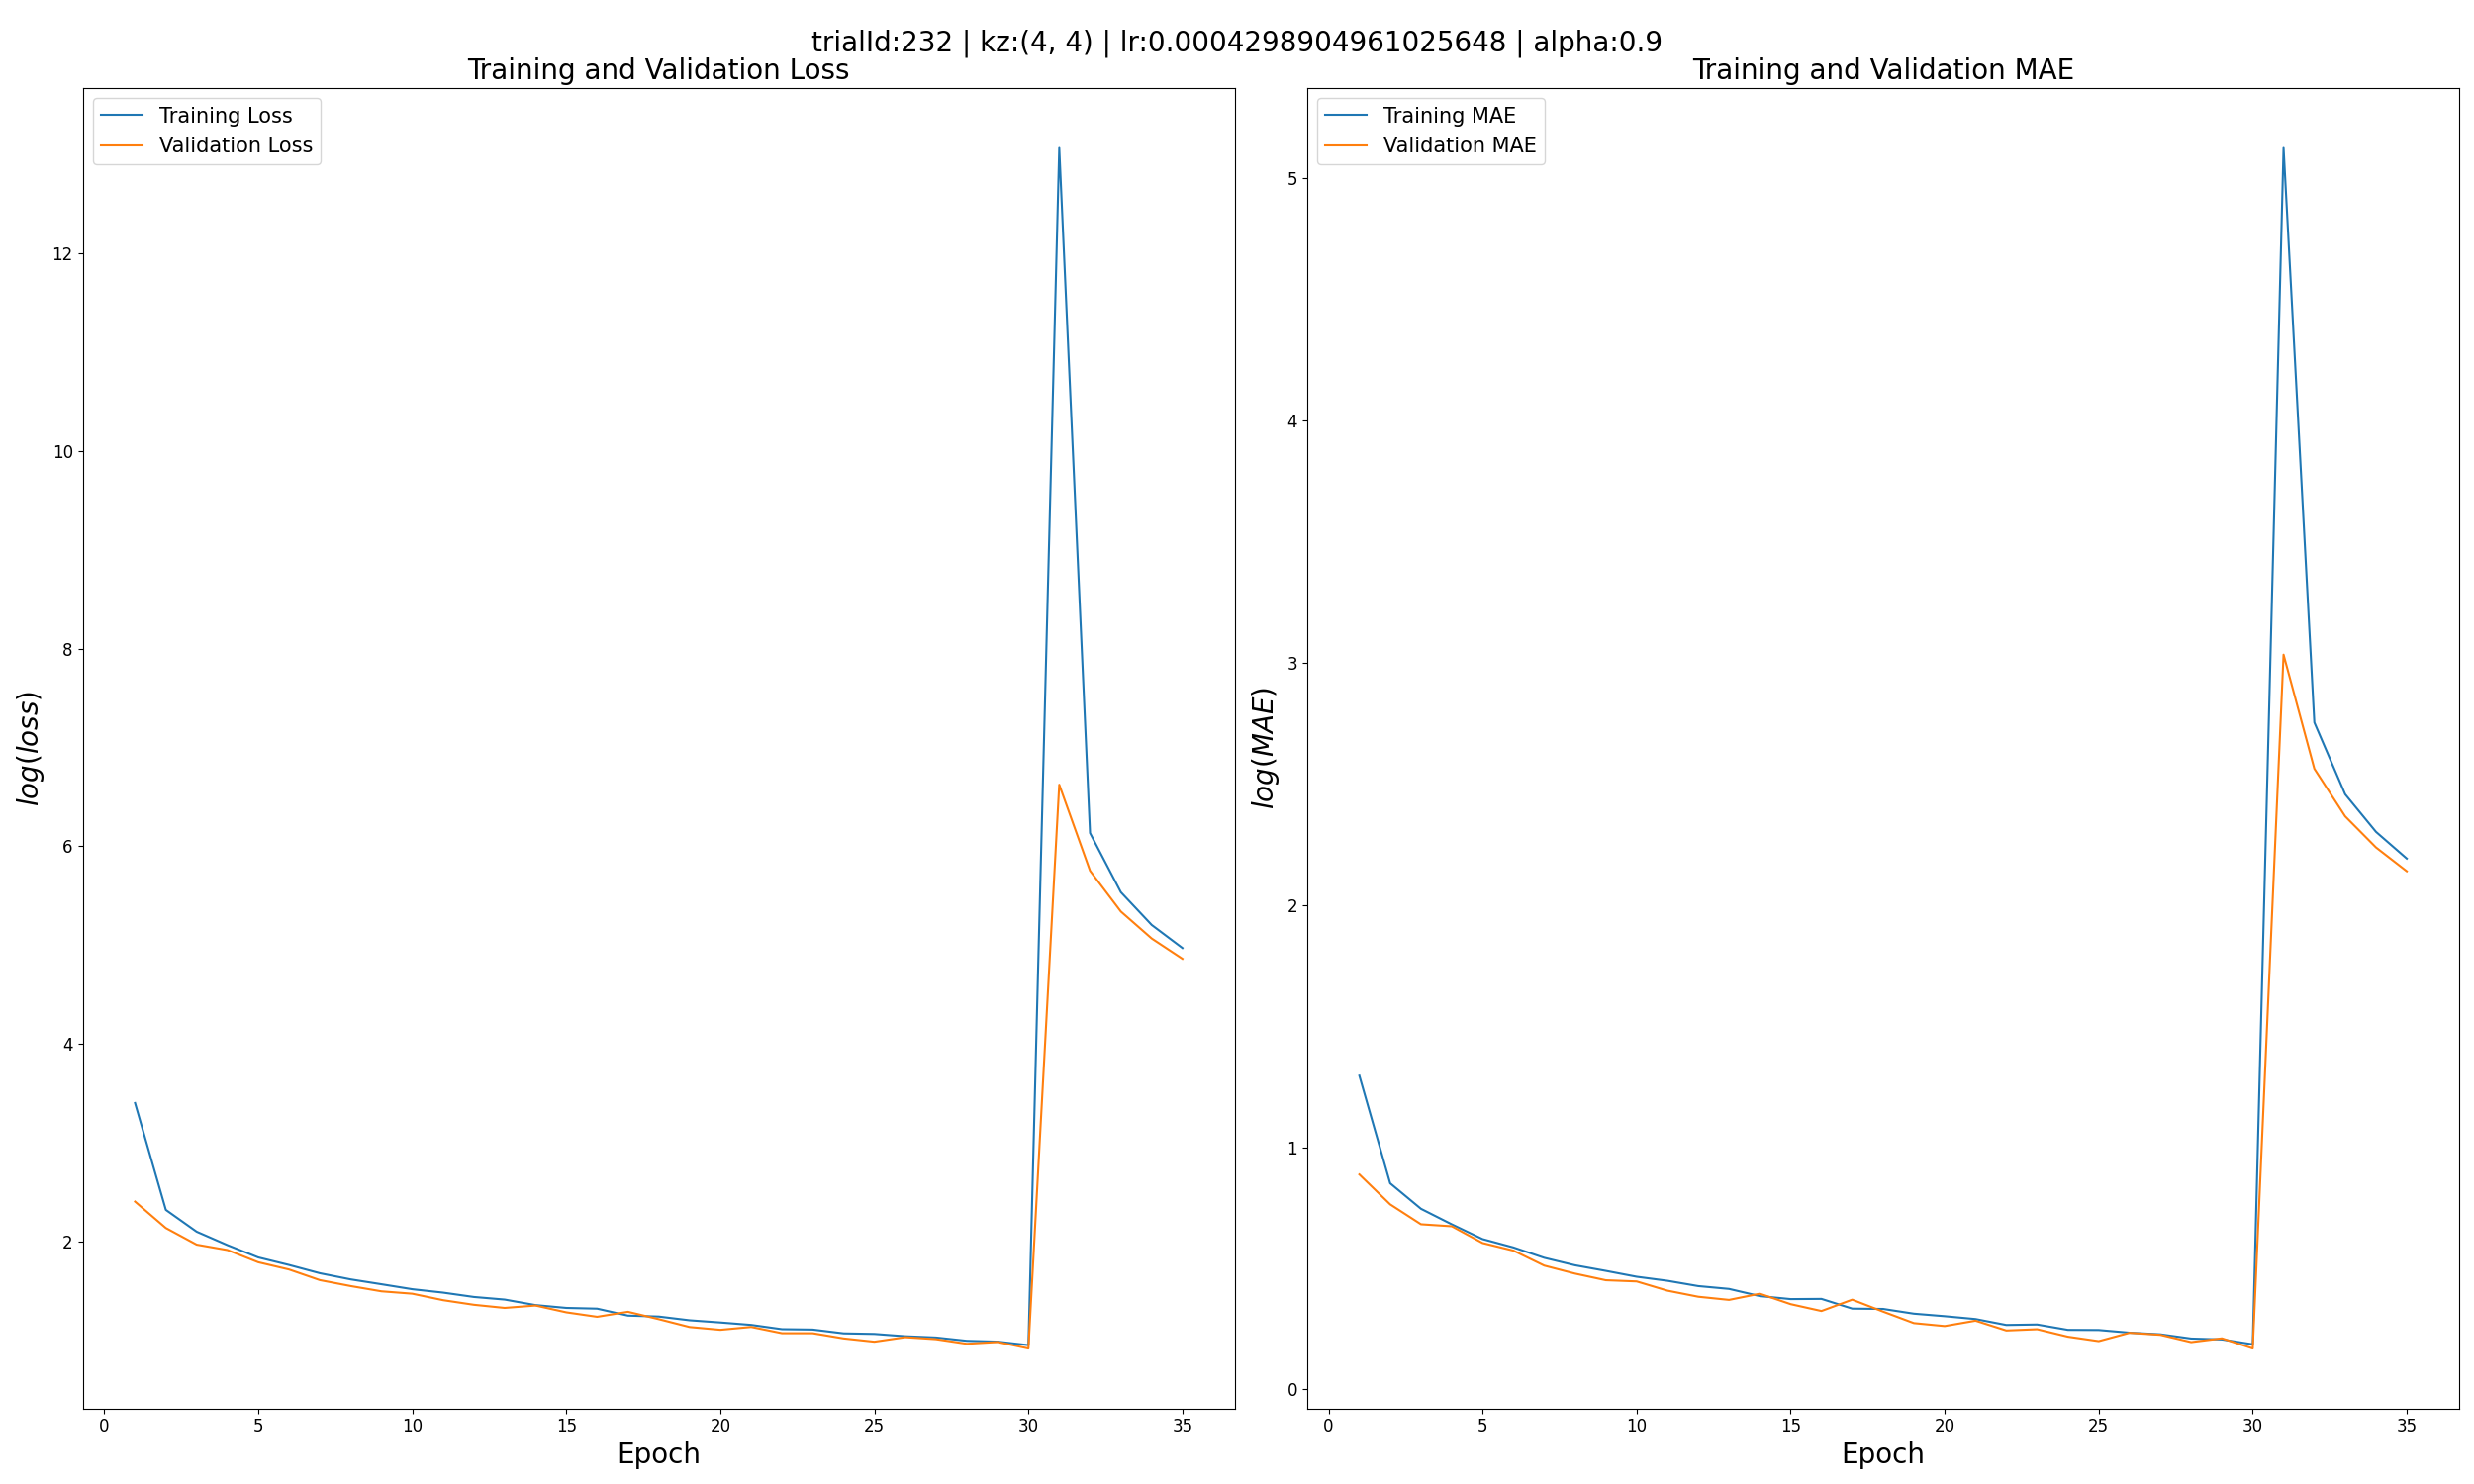 trialId:232 | kz:(4, 4) | lr:0.0004298904961025648 | alpha:0.9
Training and Validation Loss
Training Loss
Validation Loss
log(loss)
12
10
8
6
4
2
0 5 10 15 20 25 30 35
Epoch
Training and Validation MAE
Training MAE
Validation MAE
log(MAE)
5
4
3
2
1
0
0 5 10 15 20 25 30 35
Epoch